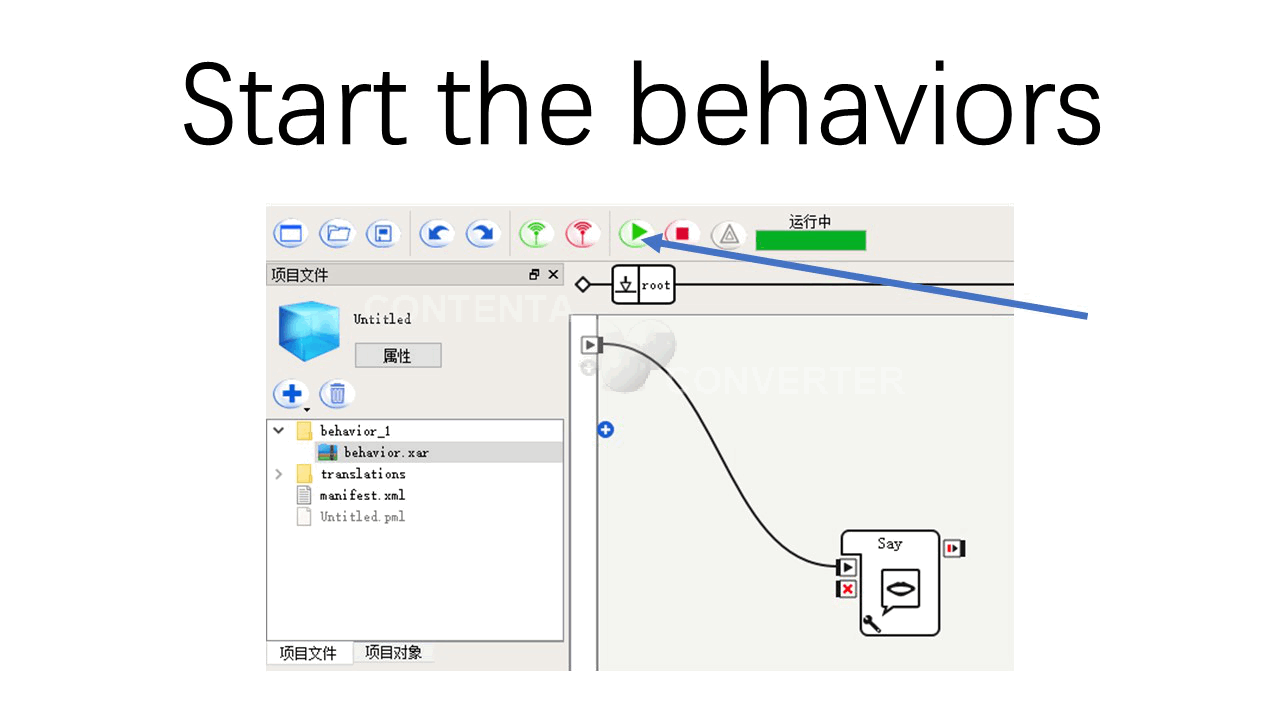 Start the behaviors
运行中
项目文件
root
Untitled
属性
CONTENTA
CONVERTER
behavior_1
behavior.xar
translations
manifest.xml
Untitled.pml
Say
项目文件
项目对象